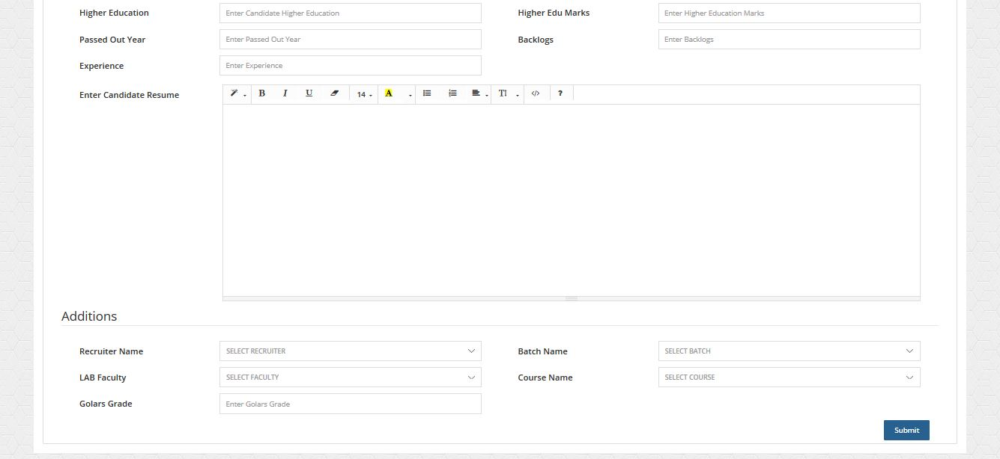 Higher Education Enter Candidate Higher Education Higher Edu Marks Enter Higher Education Marks
Passed Out Year Enter Passed Out Year Backlogs Enter Backlogs
Experience Enter Experience
Enter Candidate Resume B I U 14 A TI </> ?
Additions
Recruiter Name SELECT RECRUITER Batch Name SELECT BATCH
LAB Faculty SELECT FACULTY Course Name SELECT COURSE
Golars Grade Enter Golars Grade
Submit